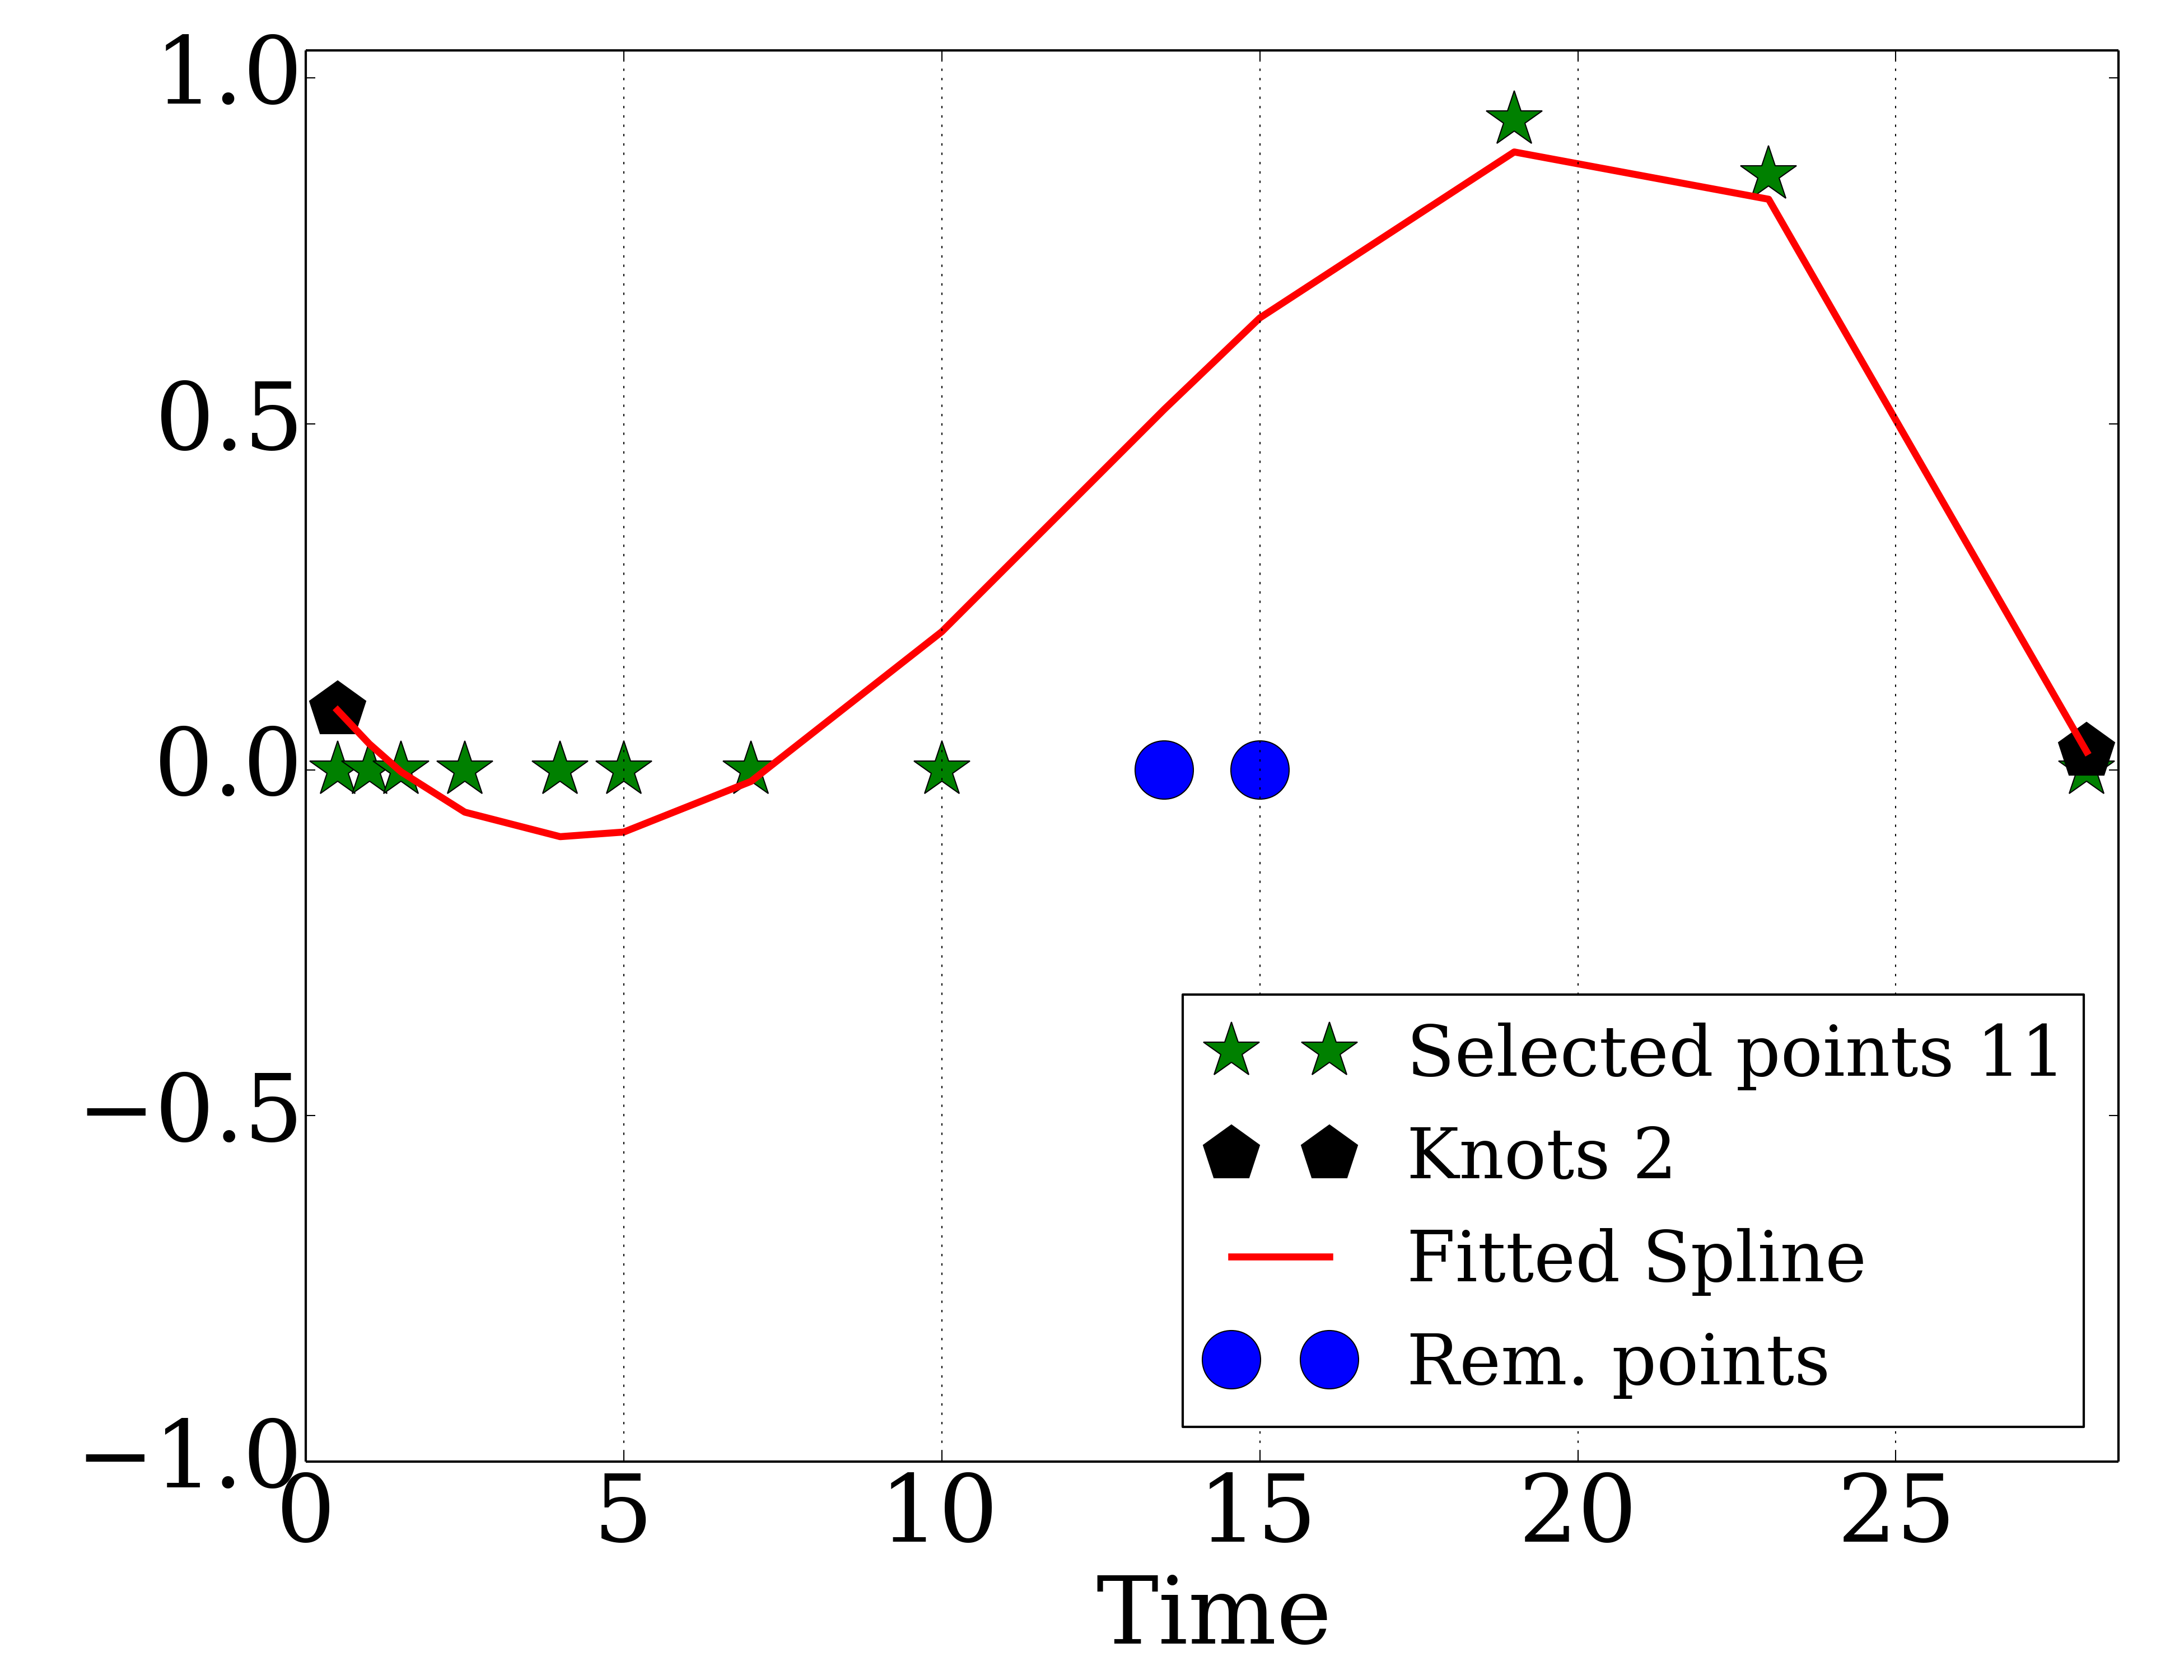 1.0
0.5
0.0
−0.5
−1.0
0 5 10 15 20 25
Time
Selected points 11
Knots 2
Fitted Spline
Rem. points